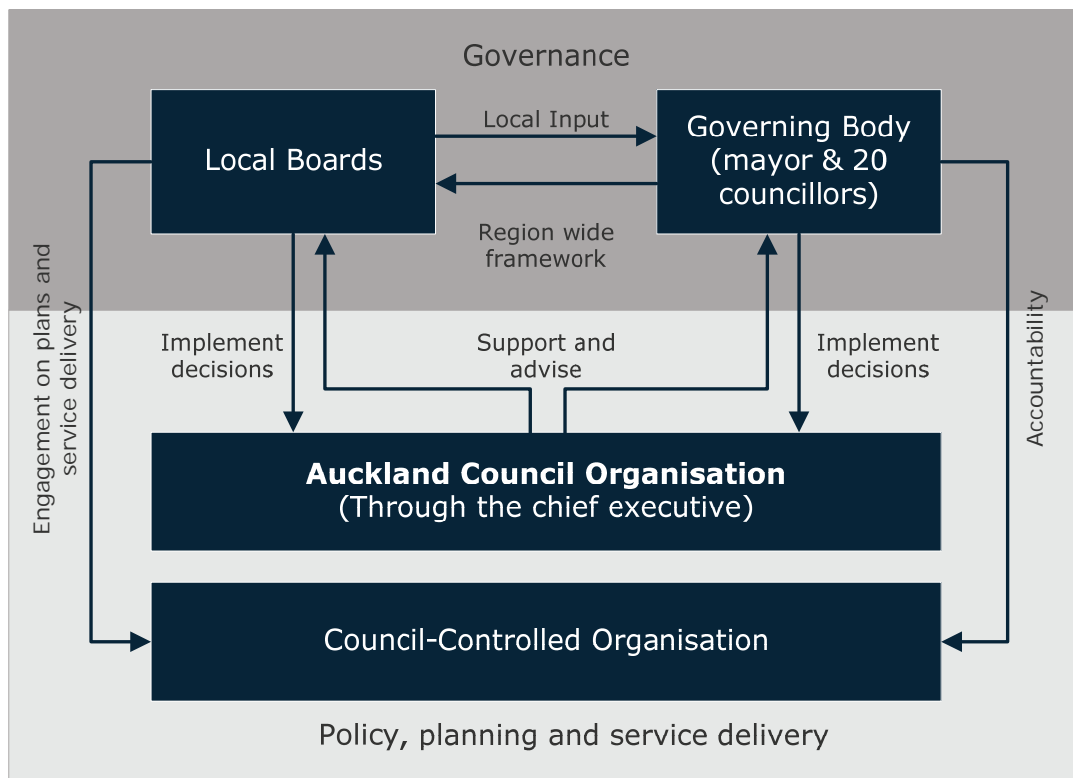 Governance
Local Boards
Local Input
Governing Body
(mayor & 20
councillors)
Region wide
framework
Engagement on plans and
service delivery
Implement
decisions
Support and
advise
Implement
decisions
Accountability
Auckland Council Organisation
(Through the chief executive)
Council-Controlled Organisation
Policy, planning and service delivery